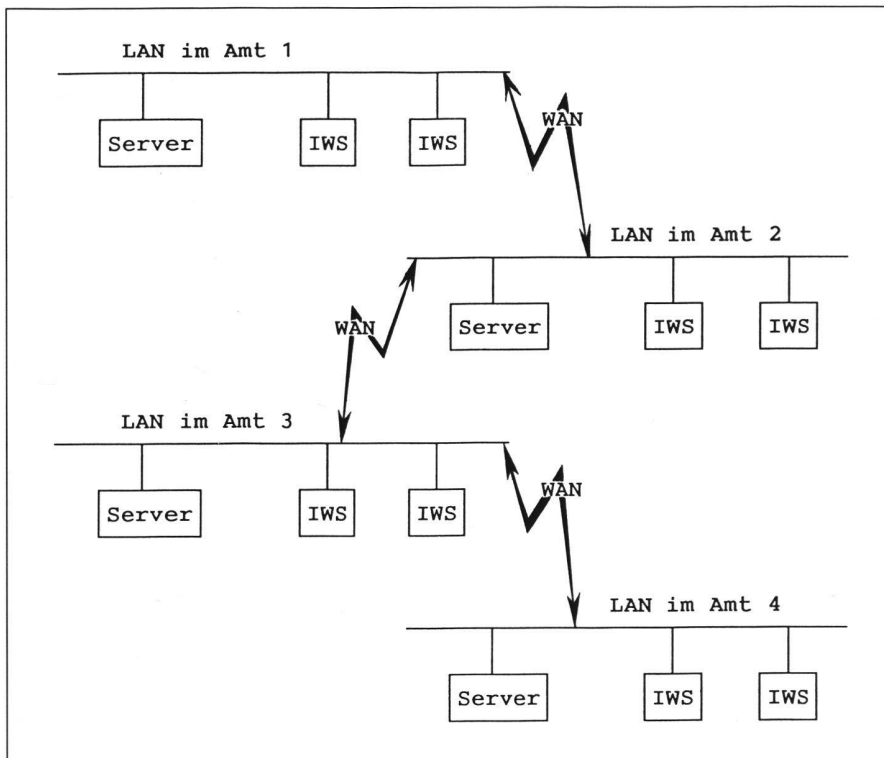 LAN im Amt 1
WAN
Server IWS IWS
LAN im Amt 2
Server IWS IWS
WAN
LAN im Amt 3
WAN
Server IWS IWS
LAN im Amt 4
Server IWS IWS